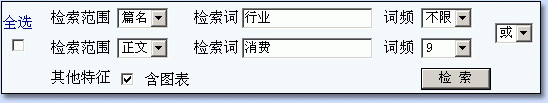 检索范围 篇名 检索词 行业 词频 不限
全选 或
检索范围 正文 检索词 消费 词频 9
其他特征 含图表 检 索